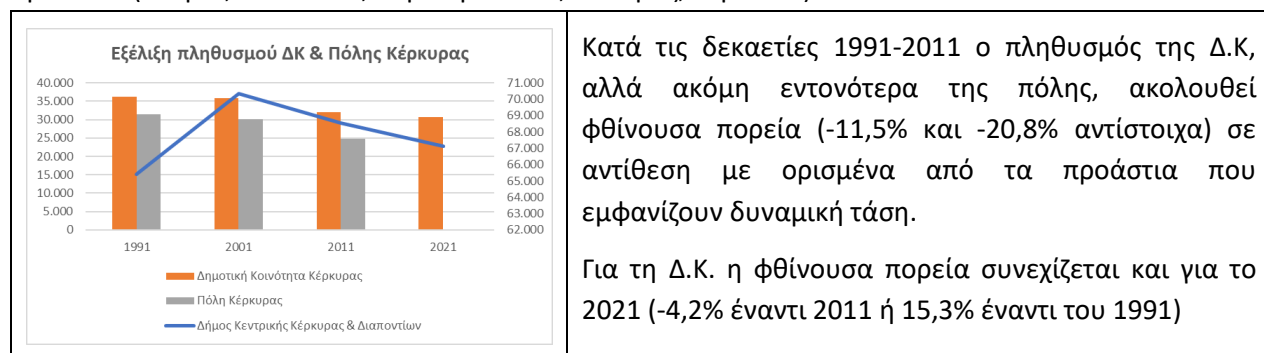 Εξέλιξη πληθυσμού ΔΚ & Πόλης Κέρκυρας
40.000
35.000
30.000
25.000
20.000
15.000
10.000
5.000
0
71.000
70.000
69.000
68.000
67.000
66.000
65.000
64.000
63.000
62.000
1991 2001 2011 2021
Δημοτική Κοινότητα Κέρκυρας
Πόλη Κέρκυρας
Δήμος Κεντρικής Κέρκυρας & Διαποντίων
Κατά τις δεκαετίες 1991-2011 ο πληθυσμός της Δ.Κ,
αλλά ακόμη εντονότερα της πόλης, ακολουθεί
φθίνουσα πορεία (-11,5% και -20,8% αντίστοιχα) σε
αντίθεση με ορισμένα από τα προάστια που
εμφανίζουν δυναμική τάση.
Για τη Δ.Κ. η φθίνουσα πορεία συνεχίζεται και για το
2021 (-4,2% έναντι 2011 ή 15,3% έναντι του 1991)